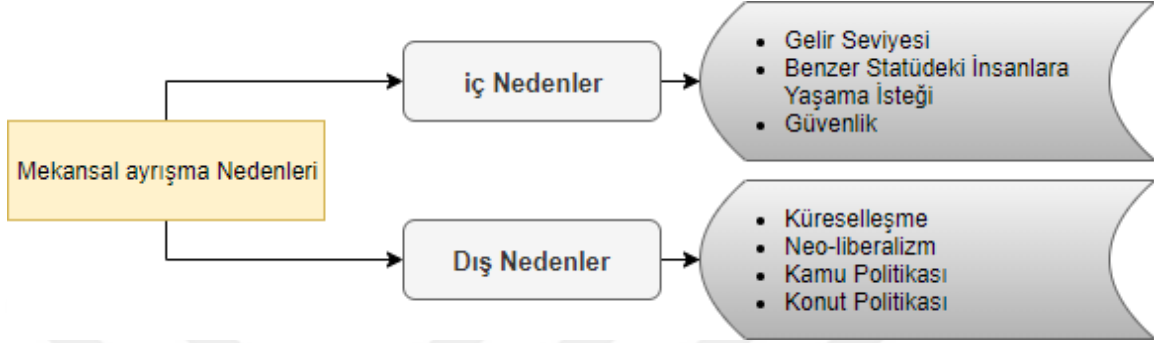 Mekansal ayrışma Nedenleri
iç Nedenler
• Gelir Seviyesi
• Benzer Statüdeki İnsanlara
Yaşama İsteği
• Güvenlik
Dış Nedenler
• Küreselleşme
• Neo-liberalizm
• Kamu Politikası
• Konut Politikası